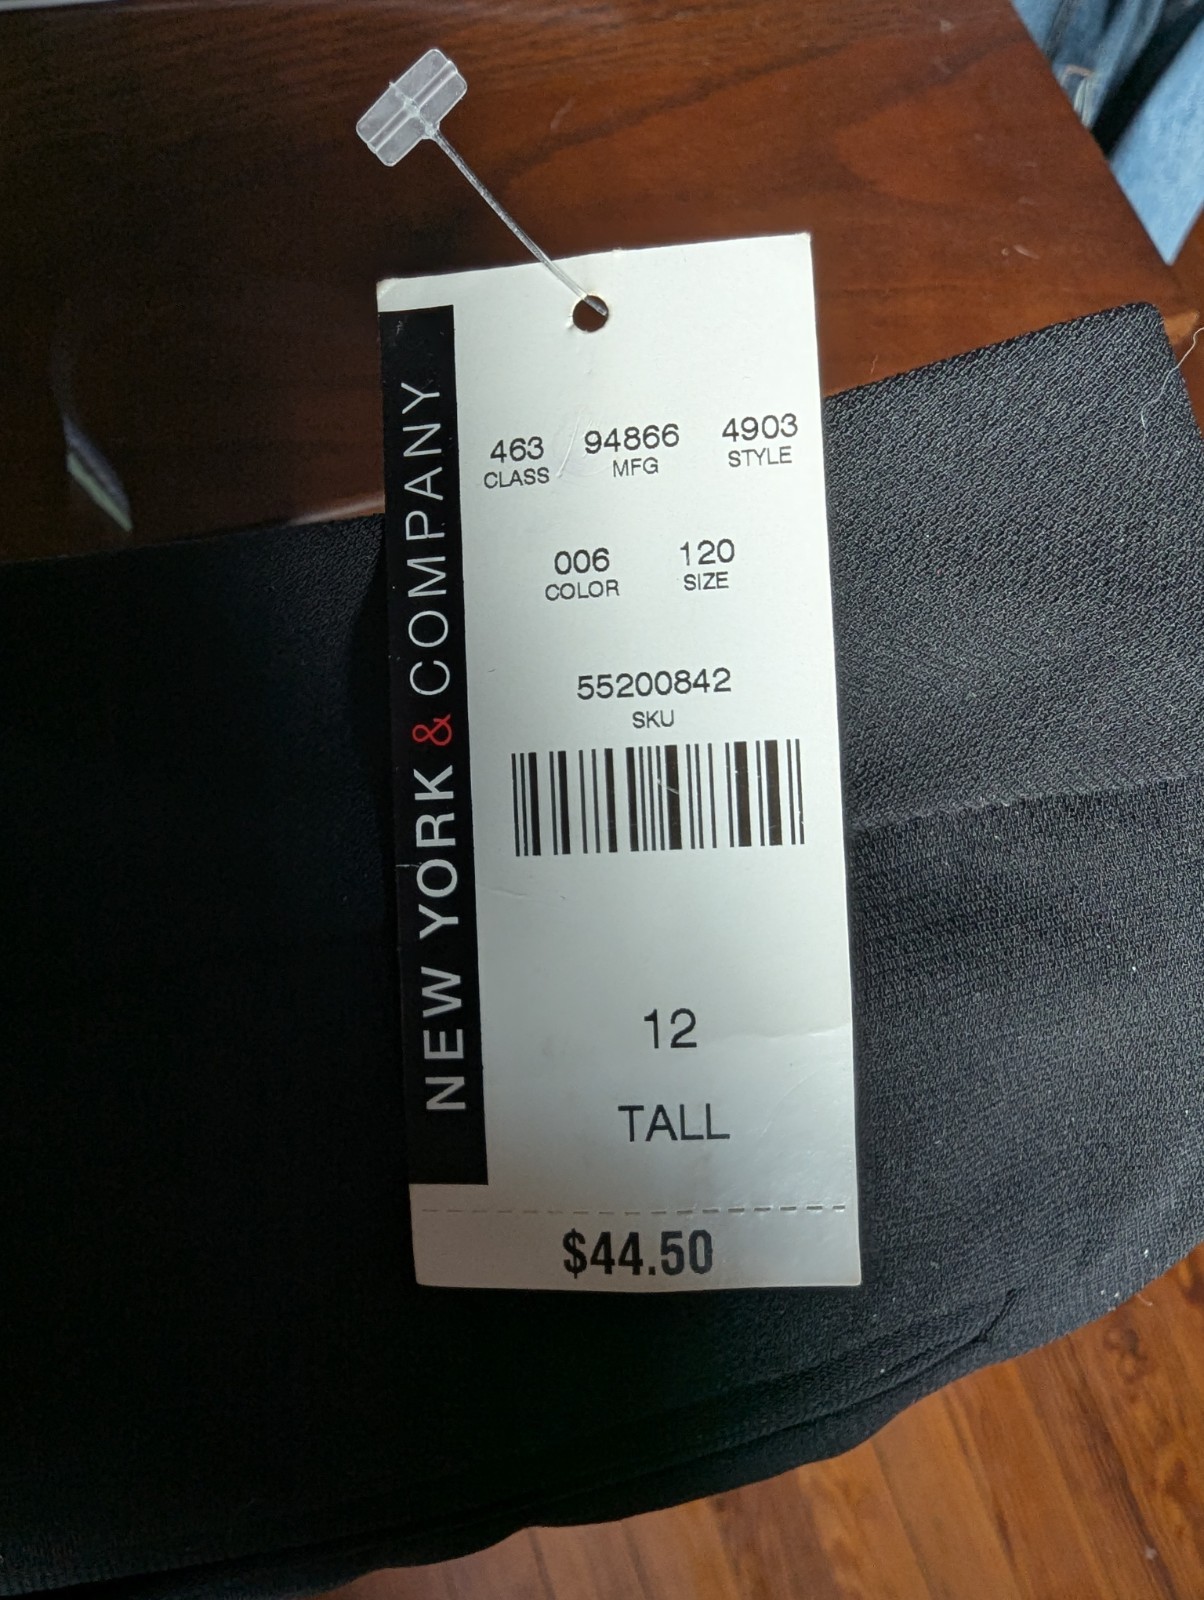 NEW YORK & COMPANY
463 94866 4903
CLASS MFG STYLE
006 120
COLOR SIZE
55200842
SKU
12
TALL
$44.50